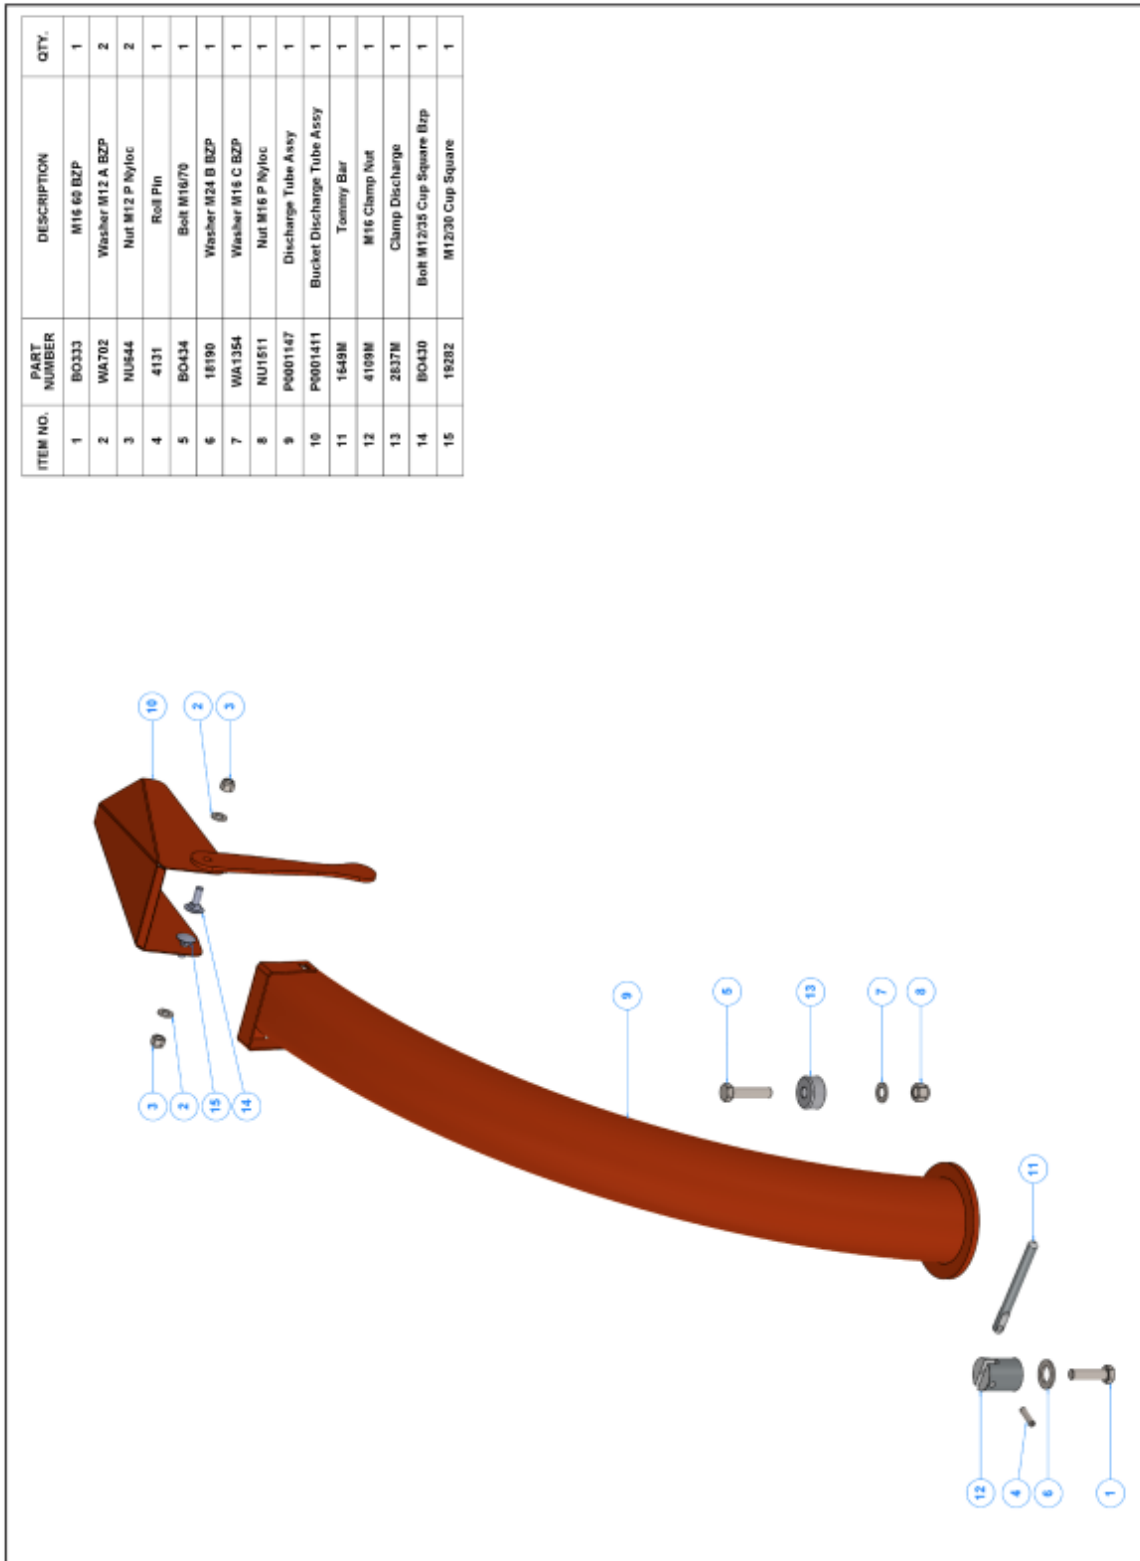 ITEM NO. PART NUMBER DESCRIPTION QTY.
1 BO333 M16 60 BZP 1
2 WA702 Washer M12 A BZP 2
3 NU644 Nut M12 P Nyloc 2
4 4131 Roll Pin 1
5 BO434 Bolt M16/70 1
6 18190 Washer M24 B BZP 1
7 WA1354 Washer M16 C BZP 1
8 NU1511 Nut M16 P Nyloc 1
9 P0001147 Discharge Tube Assy 1
10 P0001411 Bucket Discharge Tube Assy 1
11 1649M Tommy Bar 1
12 4109M M16 Clamp Nut 1
13 2837M Clamp Discharge 1
14 BO430 Bolt M12/35 Cup Square Bzp 1
15 19282 M12/30 Cup Square 1
10
2
3
3
2
15
14
9
5
13
7
8
11
12
4
6
1